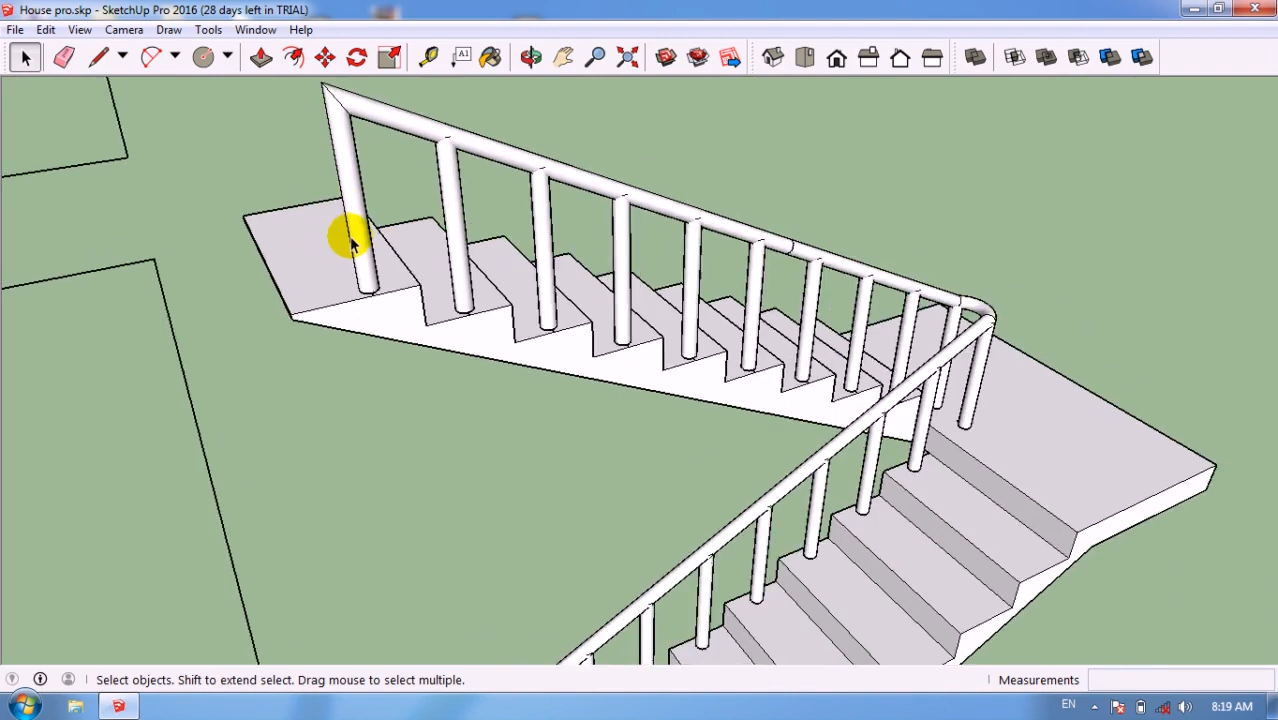 House pro.skp - SketchUp Pro 2016 (28 days left in TRIAL)
File Edit View Camera Draw Tools Window Help
A1
Select objects. Shift to extend select. Drag mouse to select multiple.
Measurements
EN
8:19 AM